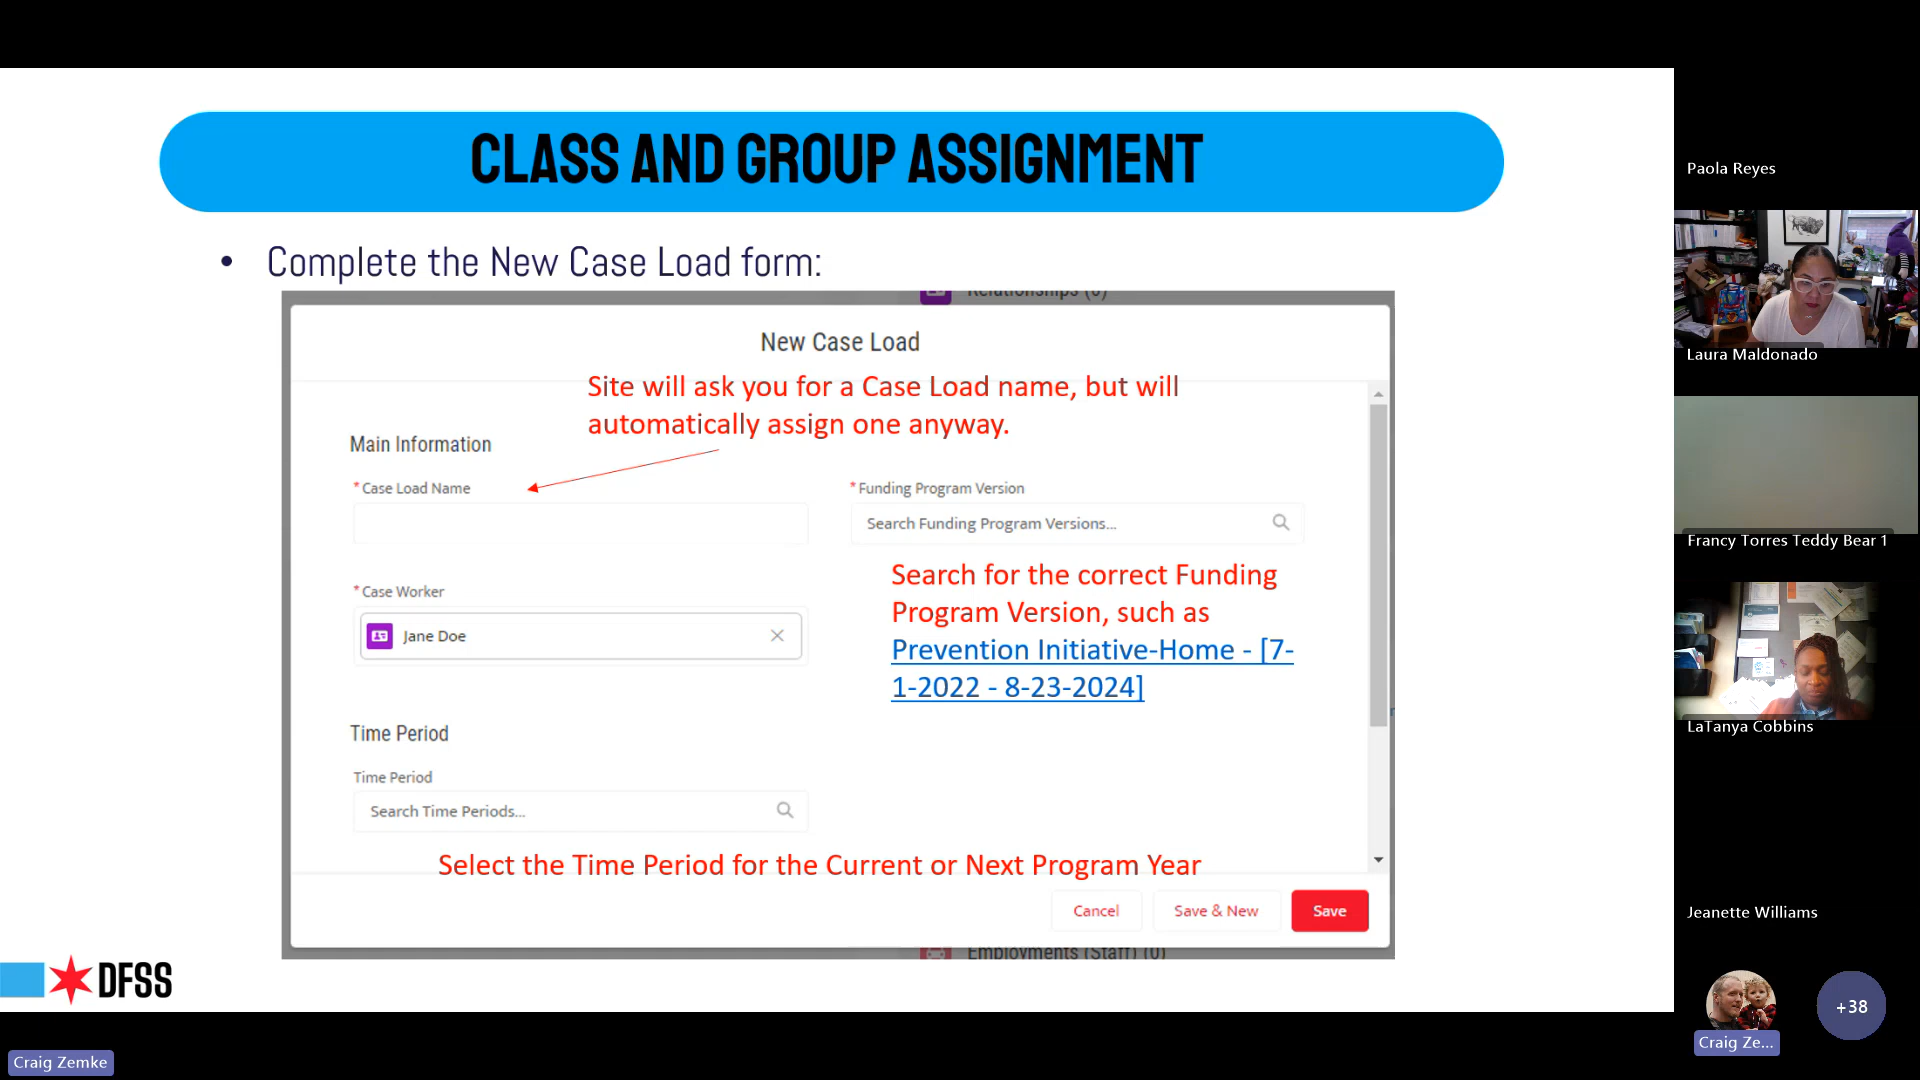 CLASS AND GROUP ASSIGNMENT
• Complete the New Case Load form:
Relationships (0)
New Case Load
Site will ask you for a Case Load name, but will
automatically assign one anyway.
Main Information
*Case Load Name
*Funding Program Version
Search Funding Program Versions...
Search for the correct Funding
Program Version, such as
Prevention Initiative-Home - [7-
1-2022 - 8-23-2024]
*Case Worker
Jane Doe
Time Period
Time Period
Search Time Periods...
Select the Time Period for the Current or Next Program Year
Cancel
Save & New
Save
Employments (Staff) (0)
DFSS
Craig Zemke
Paola Reyes
Laura Maldonado
Francy Torres Teddy Bear 1
LaTanya Cobbins
Jeanette Williams
Craig Ze...
+38